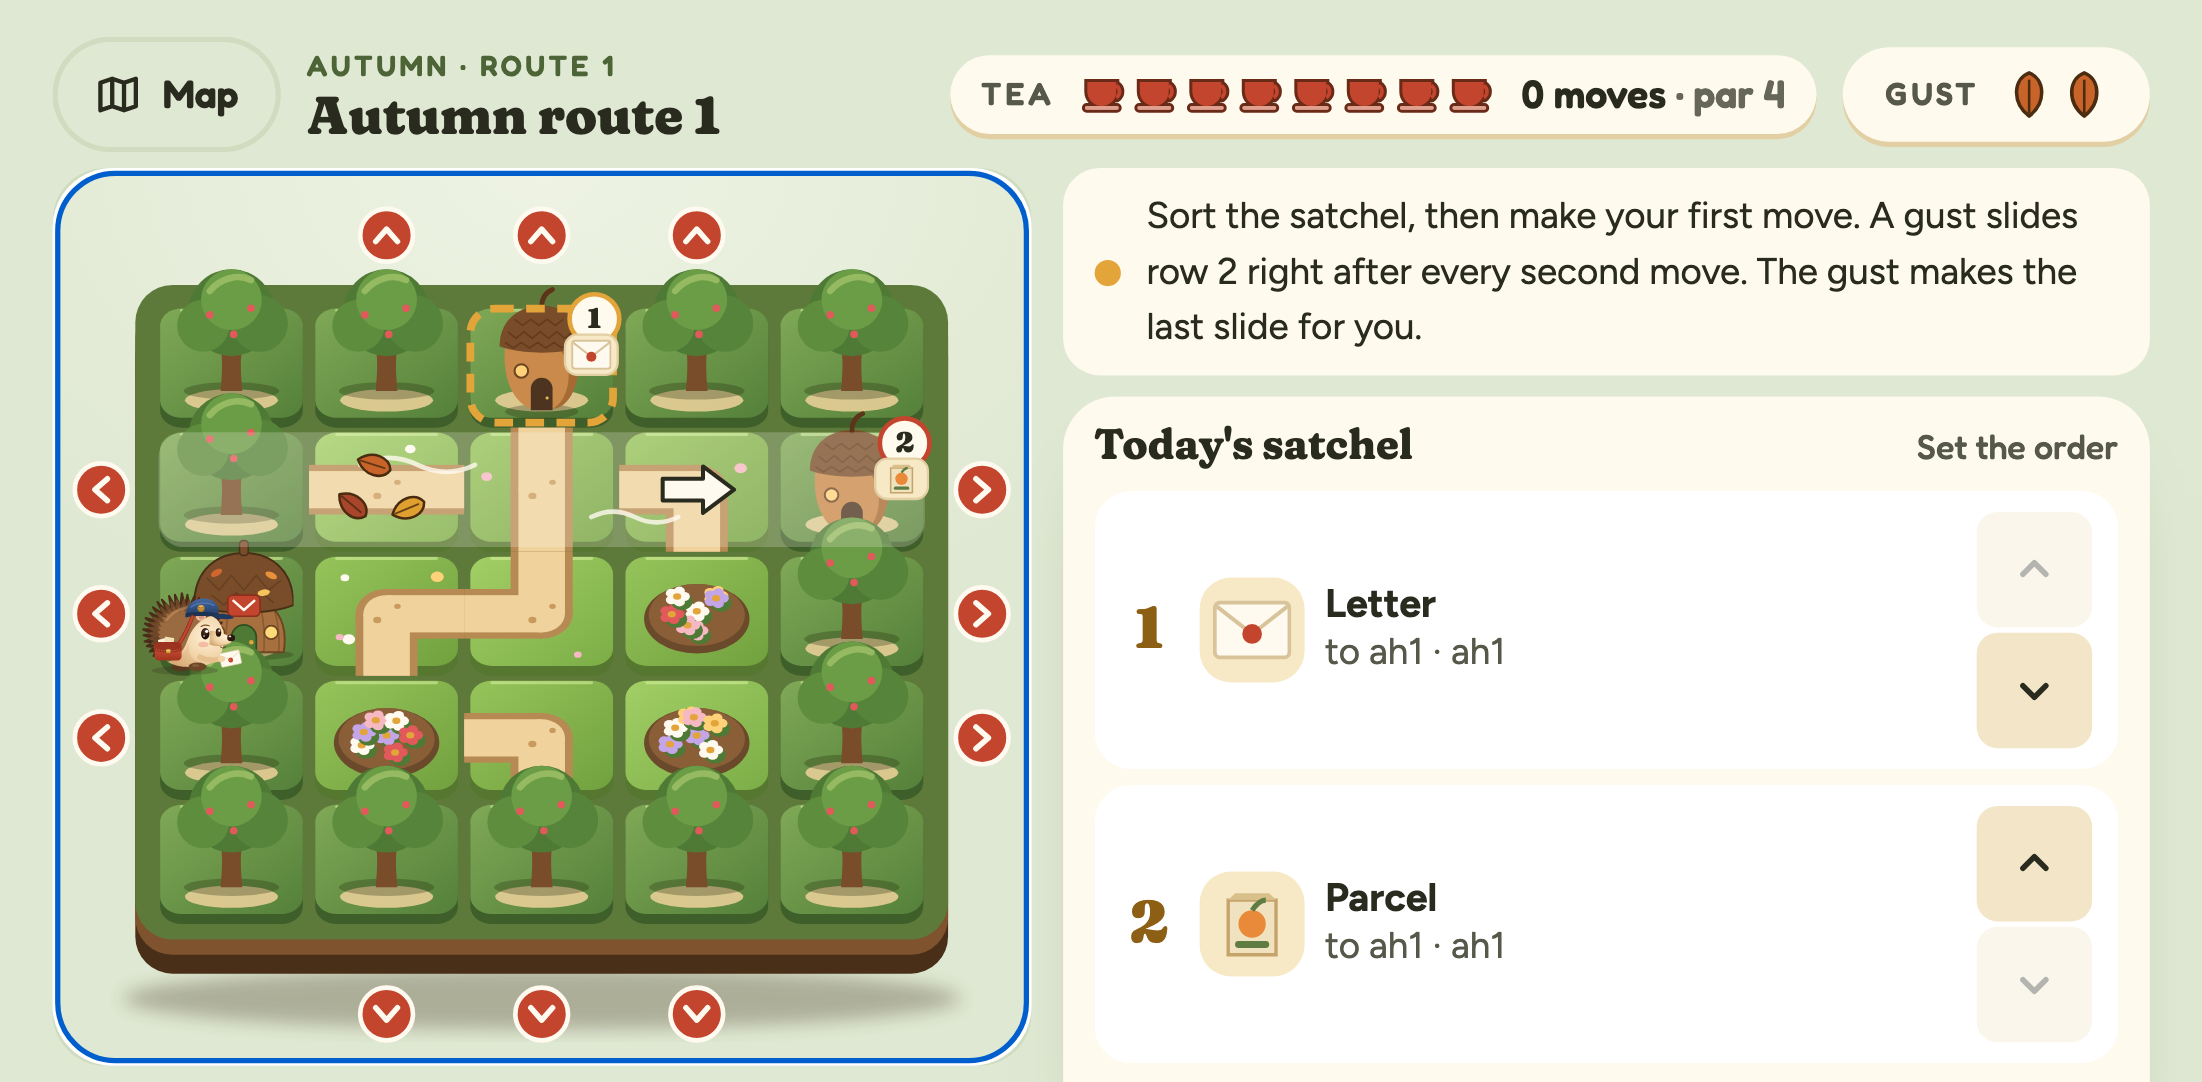 Map
AUTUMN · ROUTE 1
Autumn route 1
TEA
0 moves · par 4
GUST
1
2
Sort the satchel, then make your first move. A gust slides
row 2 right after every second move. The gust makes the
last slide for you.
Today's satchel
Set the order
1
Letter
to ah1 · ah1
2
Parcel
to ah1 · ah1